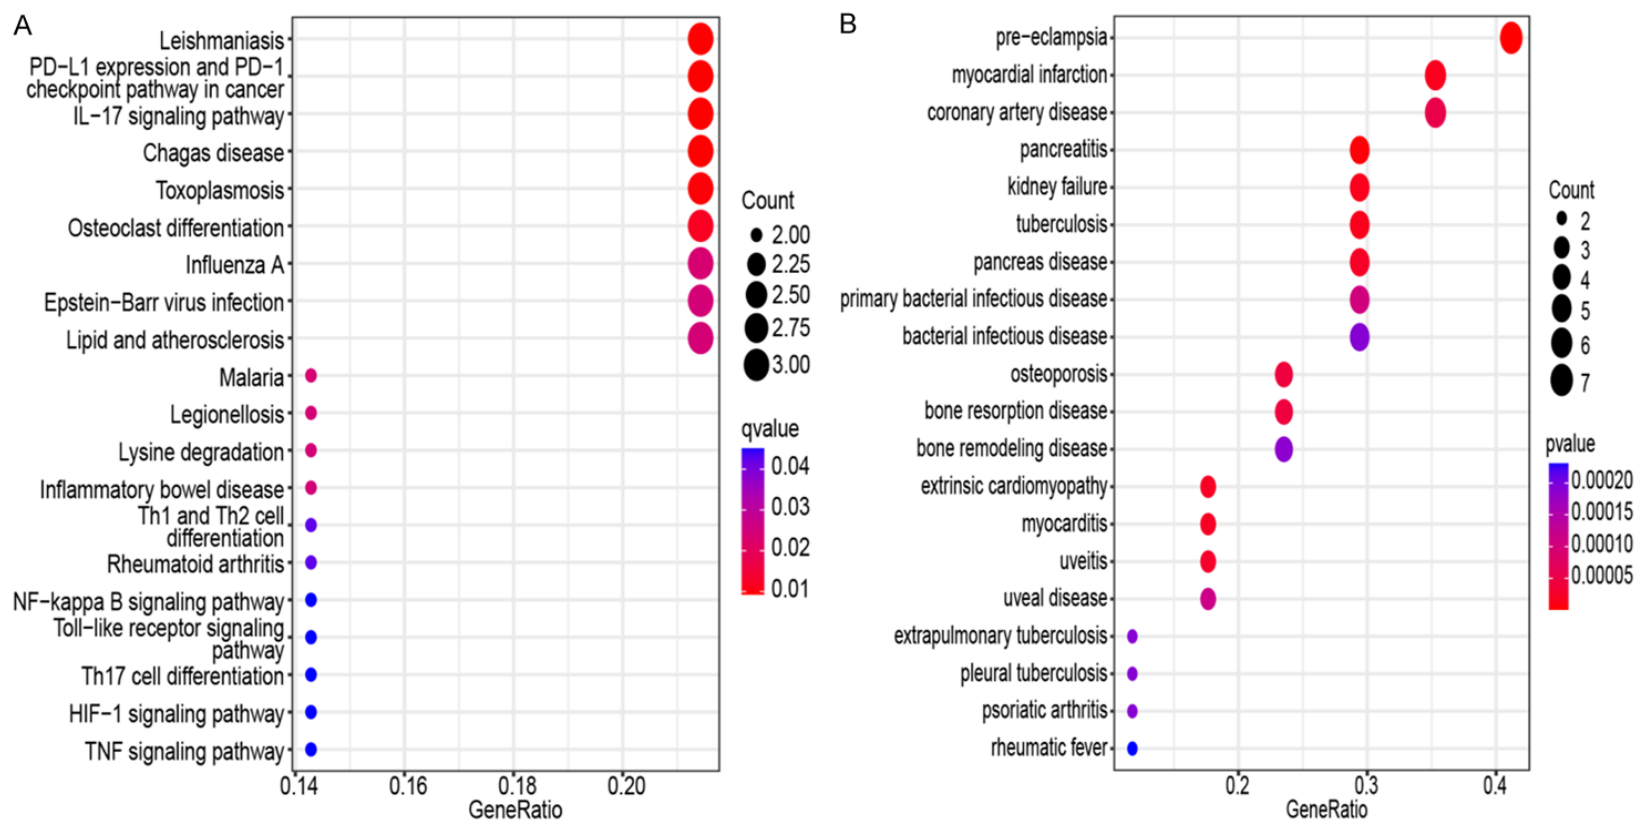 A
Leishmaniasis
PD−L1 expression and PD−1
checkpoint pathway in cancer
IL−17 signaling pathway
Chagas disease
Toxoplasmosis
Osteoclast differentiation
Influenza A
Epstein−Barr virus infection
Lipid and atherosclerosis
Malaria
Legionellosis
Lysine degradation
Inflammatory bowel disease
Th1 and Th2 cell
differentiation
Rheumatoid arthritis
NF−kappa B signaling pathway
Toll−like receptor signaling
pathway
Th17 cell differentiation
HIF−1 signaling pathway
TNF signaling pathway
0.14 0.16 0.18 0.20
GeneRatio
Count
2.00
2.25
2.50
2.75
3.00
qvalue
0.04
0.03
0.02
0.01
B
pre−eclampsia
myocardial infarction
coronary artery disease
pancreatitis
kidney failure
tuberculosis
pancreas disease
primary bacterial infectious disease
bacterial infectious disease
osteoporosis
bone resorption disease
bone remodeling disease
extrinsic cardiomyopathy
myocarditis
uveitis
uveal disease
extrapulmonary tuberculosis
pleural tuberculosis
psoriatic arthritis
rheumatic fever
0.2 0.3 0.4
GeneRatio
Count
2
3
4
5
6
7
pvalue
0.00020
0.00015
0.00010
0.00005